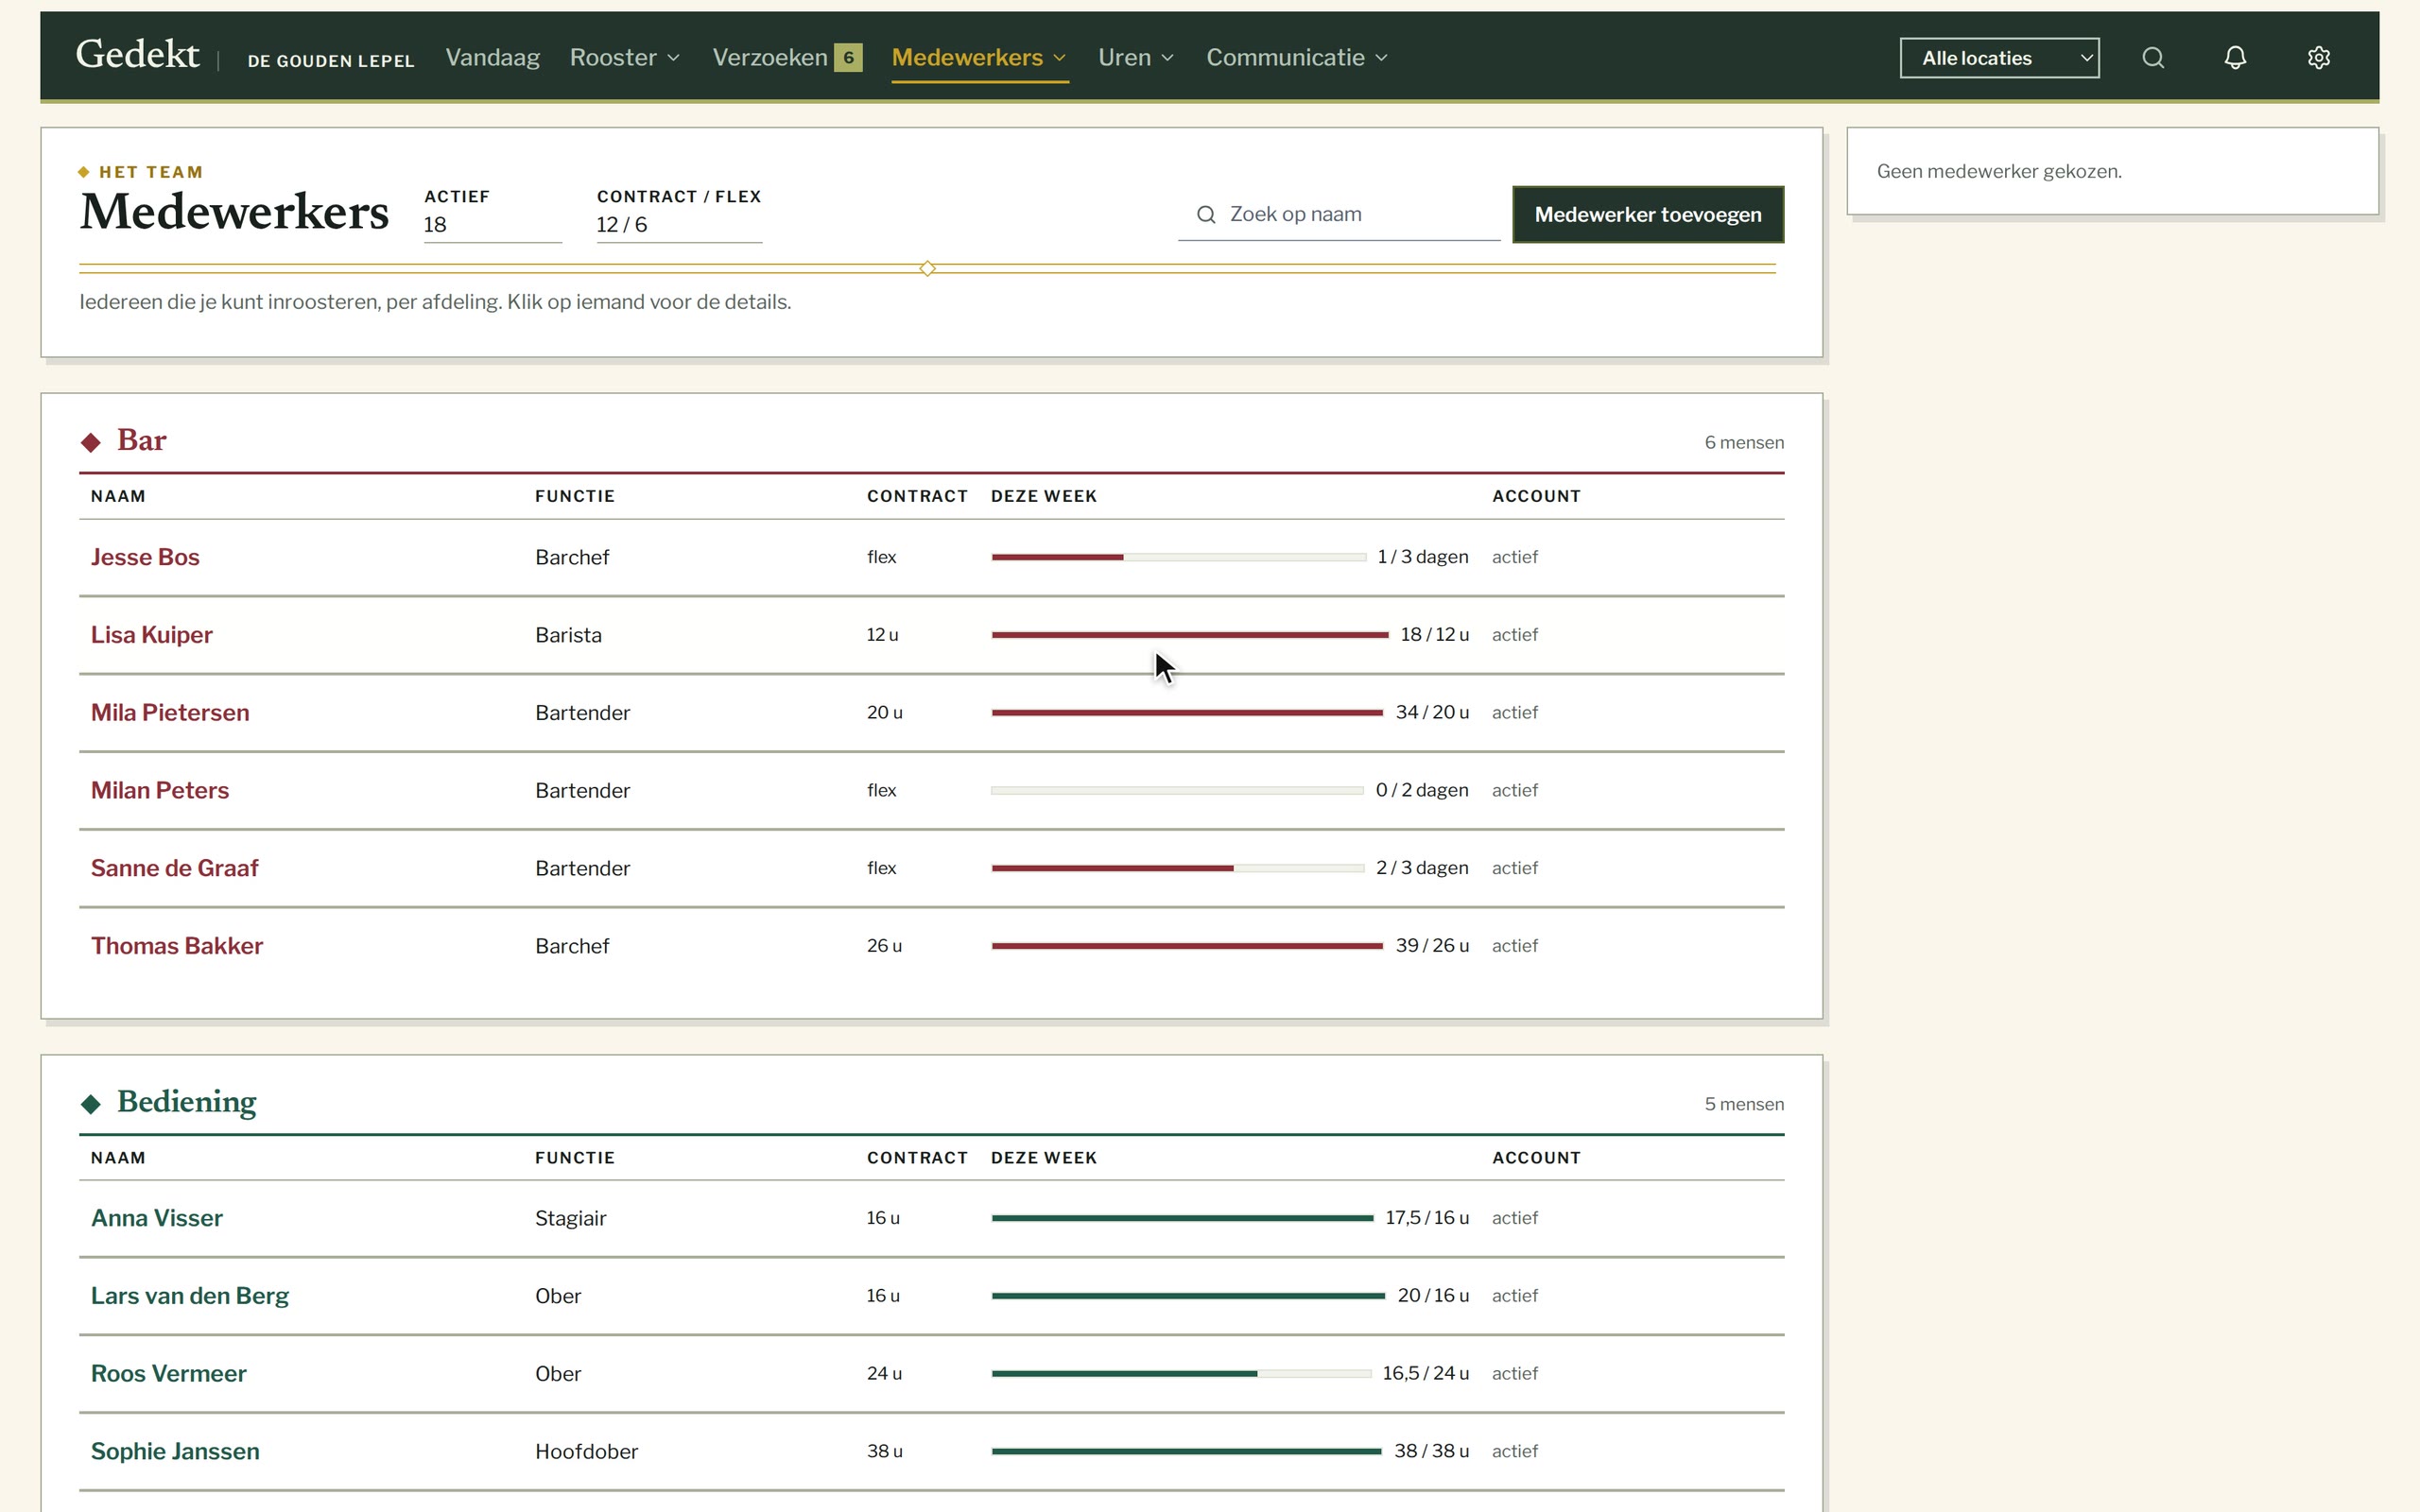 Gedekt DE GOUDEN LEPEL Vandaag Rooster Verzoeken 6 Medewerkers Uren Communicatie Alle locaties
HET TEAM
Medewerkers
ACTIEF
18
CONTRACT / FLEX
12 / 6
Zoek op naam
Medewerker toevoegen
Iedereen die je kunt inroosteren, per afdeling. Klik op iemand voor de details.
Geen medewerker gekozen.
Bar 6 mensen
NAAM FUNCTIE CONTRACT DEZE WEEK ACCOUNT
Jesse Bos Barchef flex 1 / 3 dagen actief
Lisa Kuiper Barista 12 u 18 / 12 u actief
Mila Pietersen Bartender 20 u 34 / 20 u actief
Milan Peters Bartender flex 0 / 2 dagen actief
Sanne de Graaf Bartender flex 2 / 3 dagen actief
Thomas Bakker Barchef 26 u 39 / 26 u actief
Bediening 5 mensen
NAAM FUNCTIE CONTRACT DEZE WEEK ACCOUNT
Anna Visser Stagiair 16 u 17,5 / 16 u actief
Lars van den Berg Ober 16 u 20 / 16 u actief
Roos Vermeer Ober 24 u 16,5 / 24 u actief
Sophie Janssen Hoofdober 38 u 38 / 38 u actief